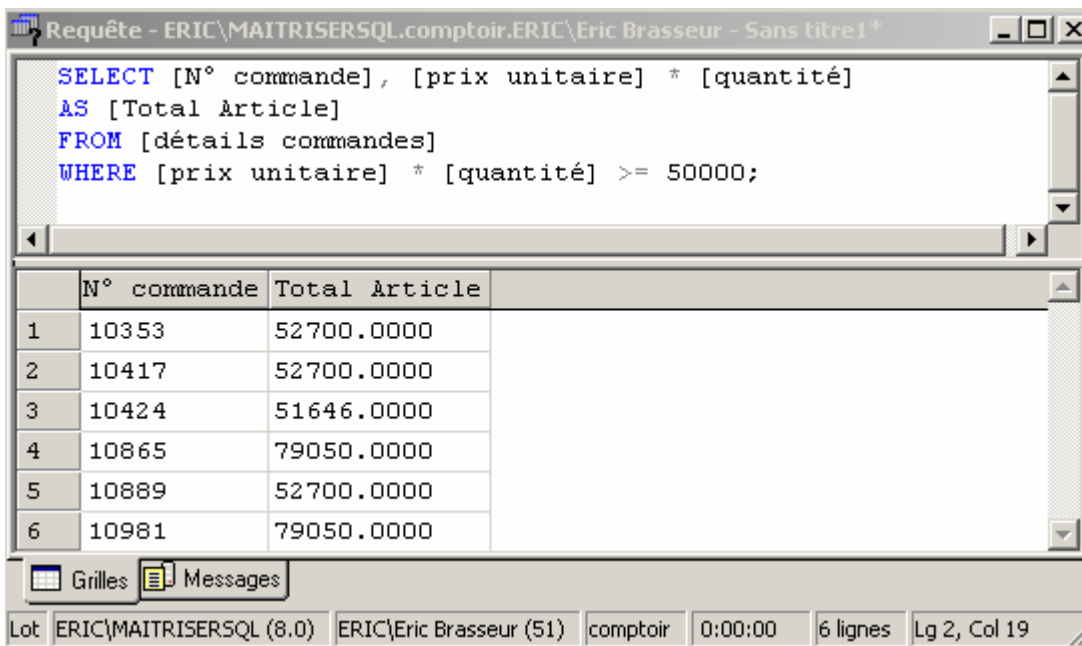 Requête - ERIC\MAITRISERSQL.comptoir.ERIC\Eric Brasseur - Sans titre1*
SELECT [N° commande], [prix unitaire] * [quantité]
AS [Total Article]
FROM [détails commandes]
WHERE [prix unitaire] * [quantité] >= 50000;
N° commande Total Article
1 10353 52700.0000
2 10417 52700.0000
3 10424 51646.0000
4 10865 79050.0000
5 10889 52700.0000
6 10981 79050.0000
Grilles Messages
Lot ERIC\MAITRISERSQL (8.0) ERIC\Eric Brasseur (51) comptoir 0:00:00 6 lignes Lg 2, Col 19